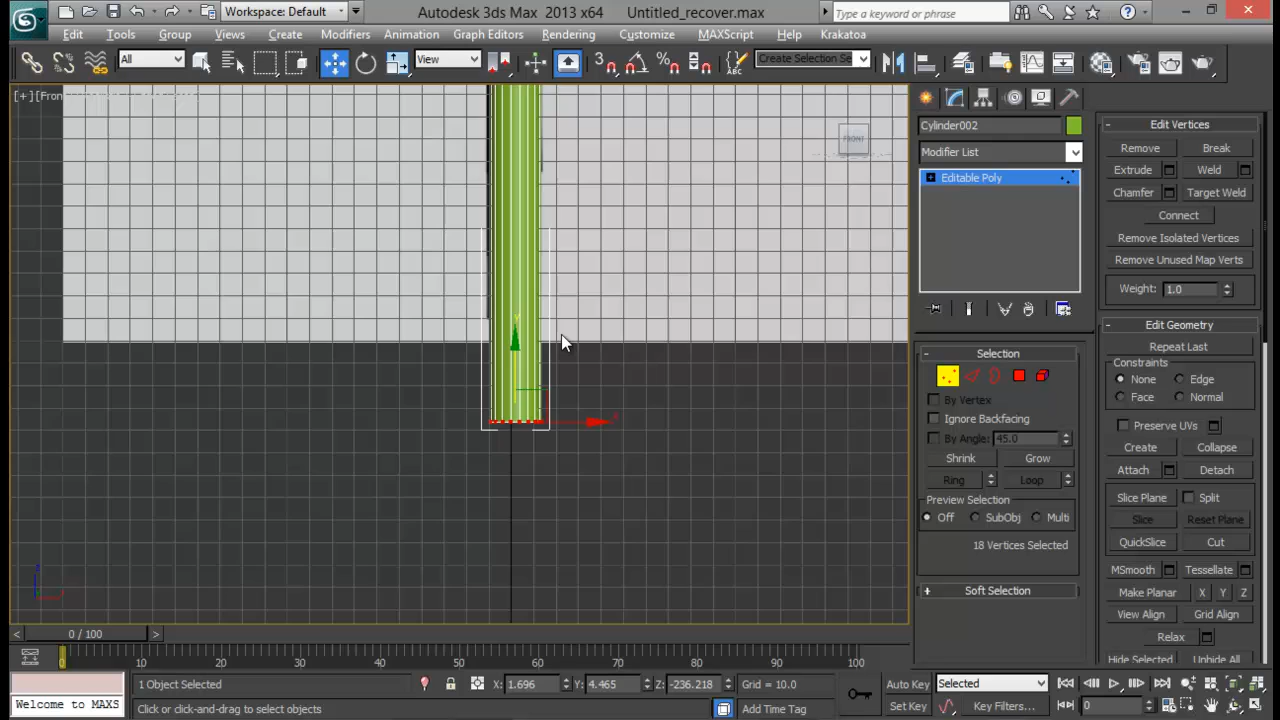 Workspace: Default
Autodesk 3ds Max 2013 x64 Untitled_recover.max
Type a keyword or phrase
Edit Tools Group Views Create Modifiers Animation Graph Editors Rendering Customize MAXScript Help Krakatoa
All
View
3
Create Selection Se
FRONT
Cylinder002
Modifier List
Editable Poly
Selection
By Vertex
Ignore Backfacing
By Angle: 45.0
Shrink Grow
Ring Loop
Preview Selection
Off SubObj Multi
18 Vertices Selected
Soft Selection
Edit Vertices
Remove Break
Extrude Weld
Chamfer Target Weld
Connect
Remove Isolated Vertices
Remove Unused Map Verts
Weight: 1.0
Edit Geometry
Repeat Last
Constraints
None Edge
Face Normal
Preserve UVs
Create Collapse
Attach Detach
Slice Plane Split
Slice Reset Plane
QuickSlice Cut
MSmooth Tessellate
Make Planar X Y Z
View Align Grid Align
Relax
Hide Selected Unhide All
0 / 100
0 10 20 30 40 50 60 70 80 90 100
1 Object Selected
X: 1.696 Y: 4.465 Z: -236.218 Grid = 10.0
Auto Key Selected
Welcome to MAXS
Click or click-and-drag to select objects
Add Time Tag
Set Key Key Filters... 0